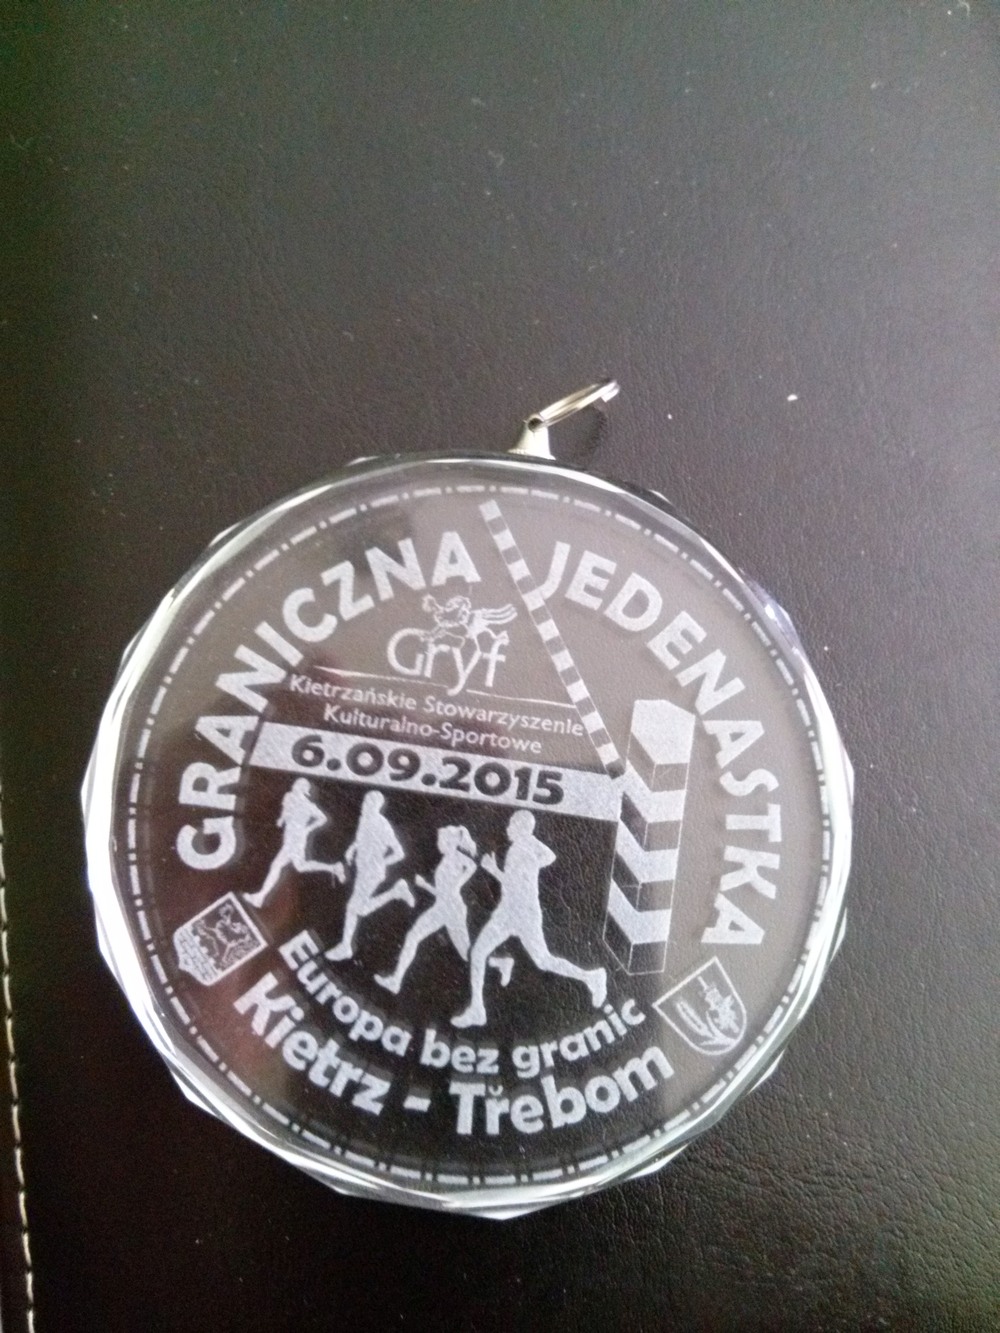 GRANICZNA JEDENASTKA
Gryf
Kietrzańskie Stowarzyszenie
Kulturalno-Sportowe
6.09.2015
Europa bez granic
Kietrz - Třebom